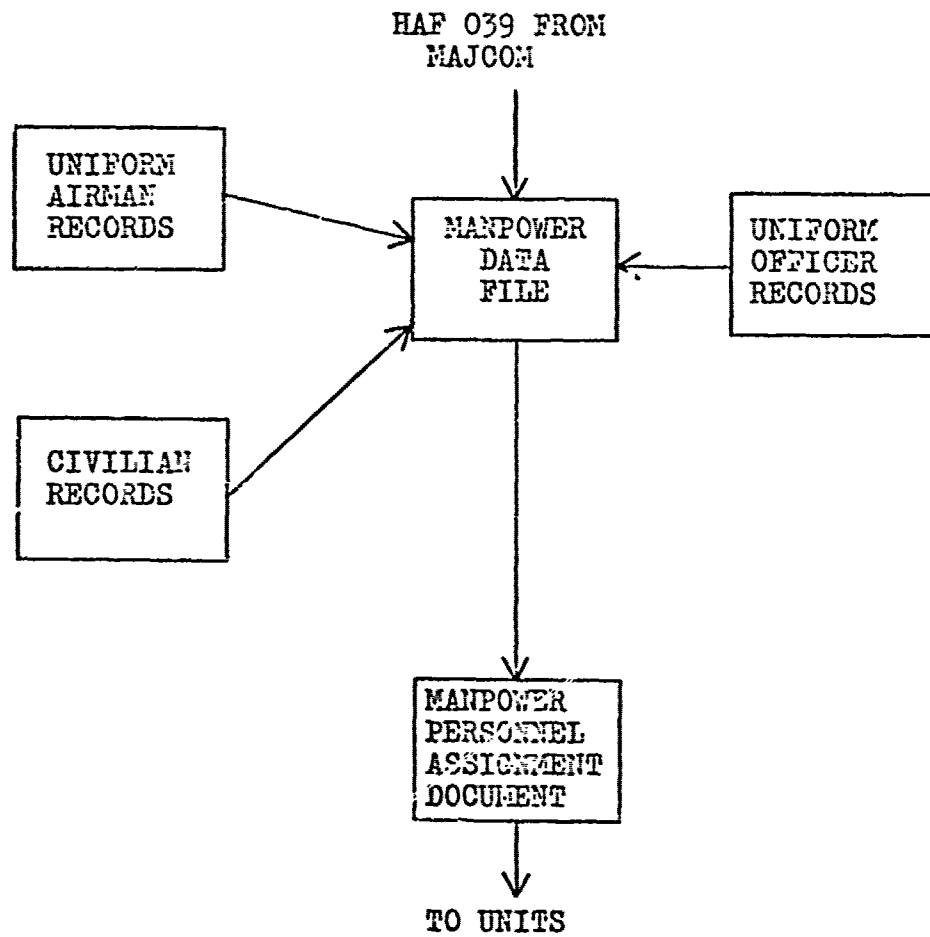 HAF 039 FROM
MAJCOM
UNIFORM
AIRMAN
RECORDS
MANPOWER
DATA
FILE
UNIFORM
OFFICER
RECORDS
CIVILIAN
RECORDS
MANPOWER
PERSONNEL
ASSIGNMENT
DOCUMENT
TO UNITS